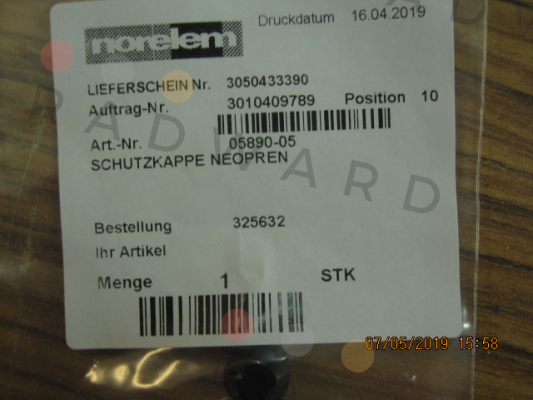 norelem
Druckdatum 16.04.2019
LIEFERSCHEIN Nr. 3050433390
Auftrag-Nr. 3010409789 Position 10
Art.-Nr. 05890-05
SCHUTZKAPPE NEOPREN
Bestellung 325632
Ihr Artikel
Menge 1 STK
PADWARD
07/05/2019 15:58